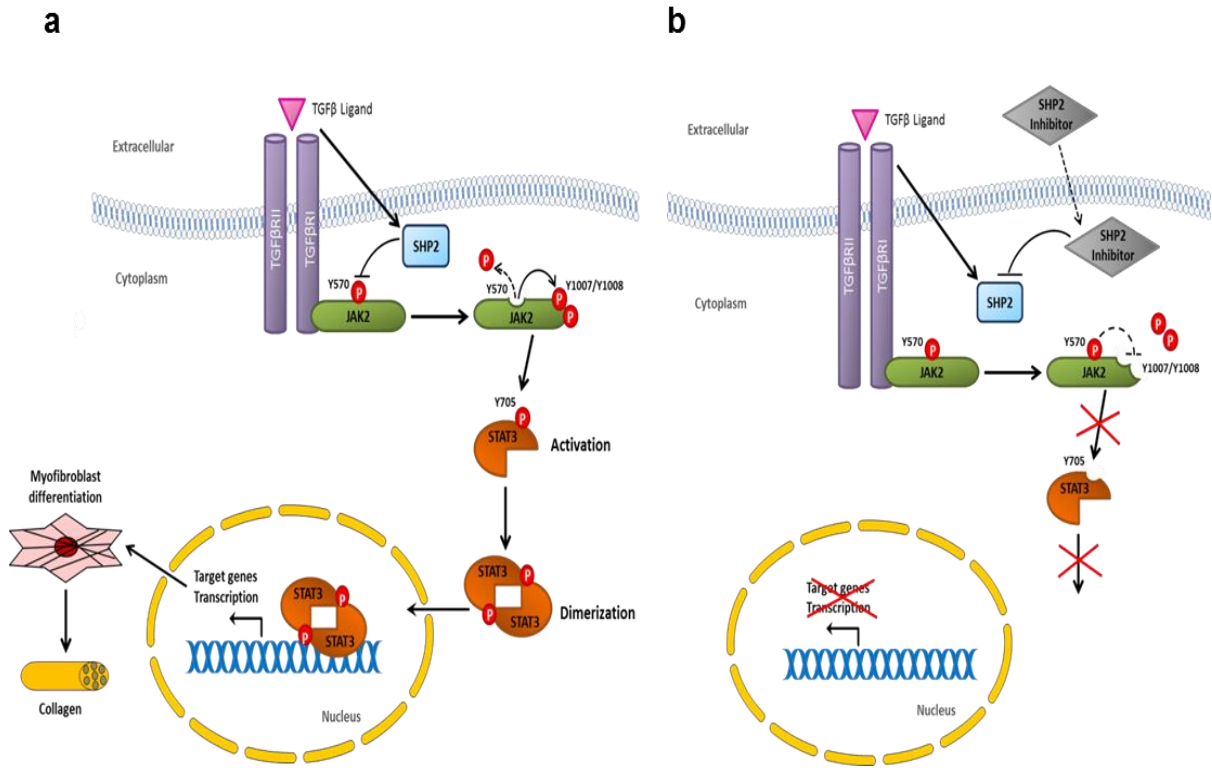 a
TGFβ Ligand
Extracellular
TGFβRII
TGFβRI
SHP2
Cytoplasm
Y570
P
JAK2
P
Y570
Y1007/Y1008
P
P
JAK2
Y705
P
STAT3
Activation
Myofibroblast
differentiation
Target genes
Transcription
STAT3
P
P
STAT3
STAT3
P
P
STAT3
Dimerization
Collagen
Nucleus
b
SHP2
Inhibitor
TGFβ Ligand
Extracellular
TGFβRII
TGFβRI
SHP2
Inhibitor
Cytoplasm
SHP2
Y570
P
JAK2
Y570
P
P
P
Y1007/Y1008
JAK2
Y705
STAT3
Target genes
Transcription
Nucleus